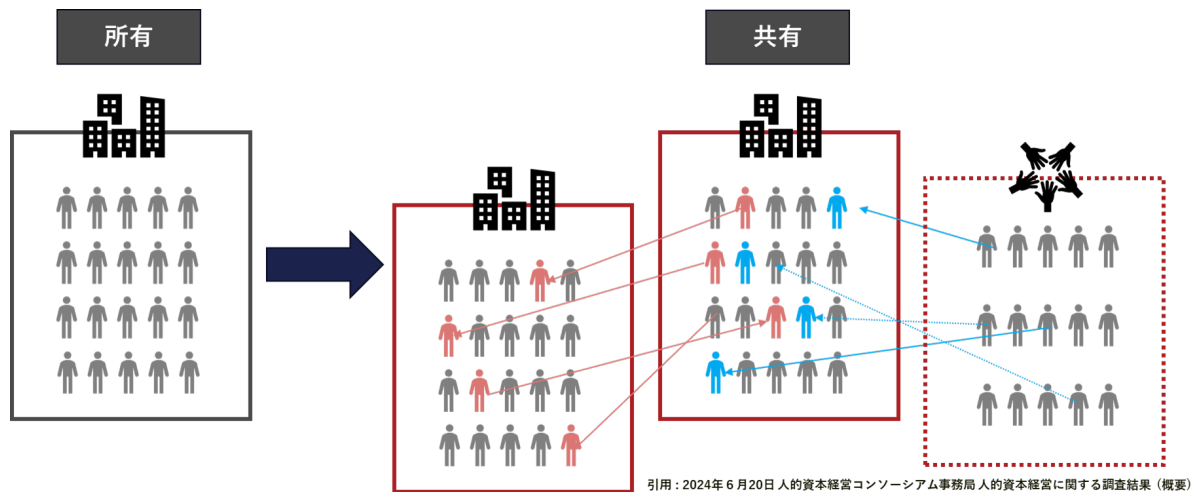 所有
共有
引用：2024年６月20日 人的資本経営コンソーシアム事務局 人的資本経営に関する調査結果（概要）